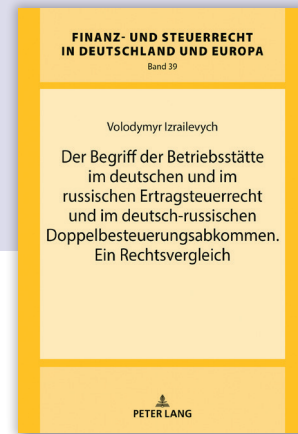 FINANZ- UND STEUERRECHT
IN DEUTSCHLAND UND EUROPA
Band 39
Volodymyr Izrailevych
Der Begriff der Betriebsstätte
im deutschen und im
russischen Ertragsteuerrecht
und im deutsch-russischen
Doppelbesteuerungsabkommen.
Ein Rechtsvergleich
PETER LANG